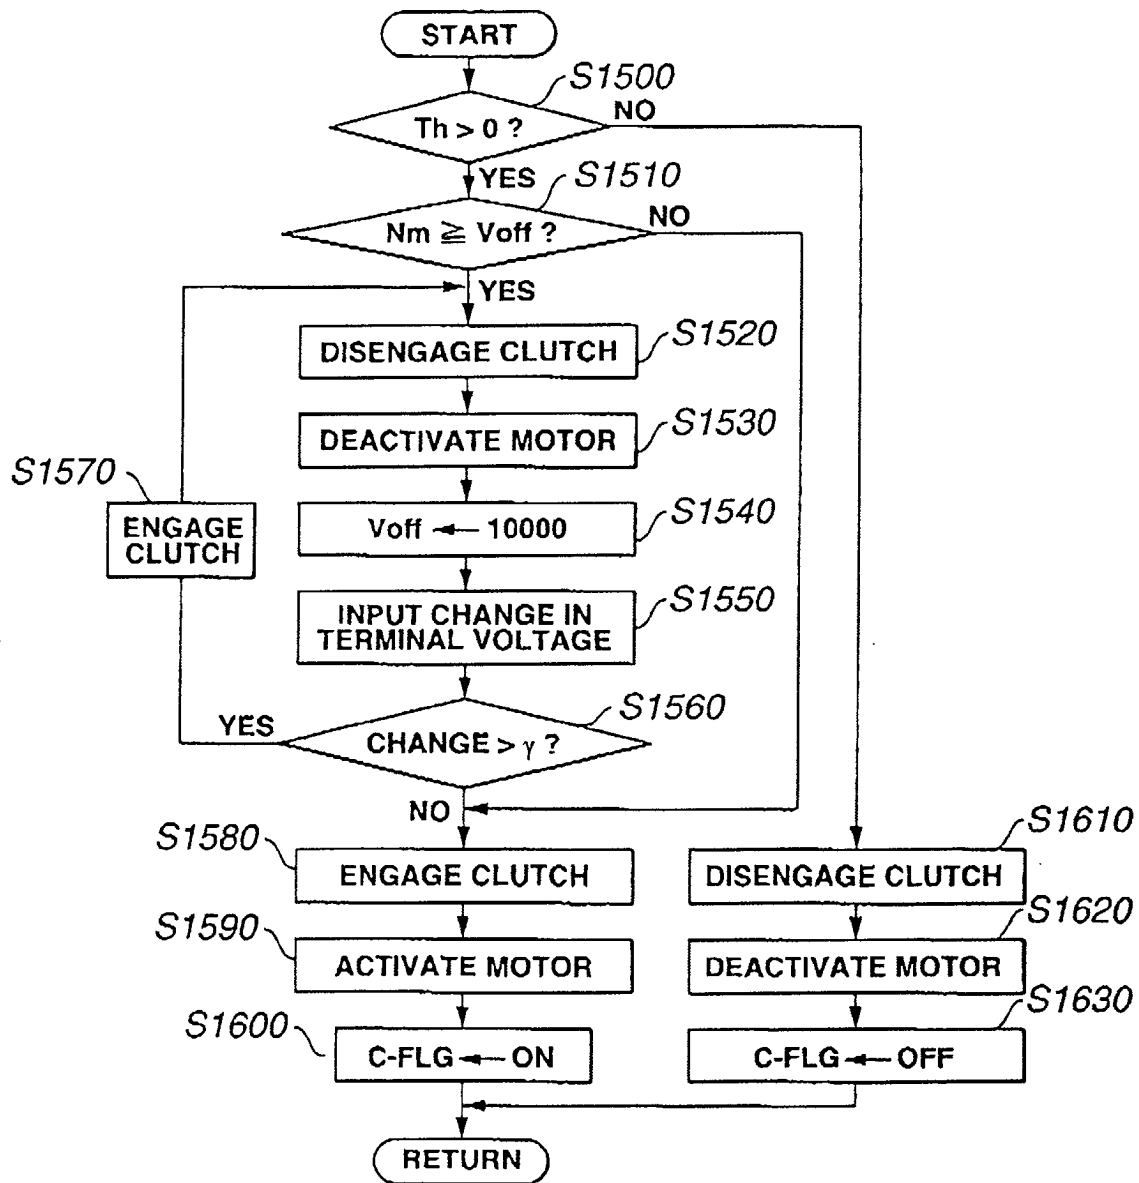 START
S1500
Th > 0 ?
NO
YES
S1510
Nm ≧ Voff ?
NO
YES
DISENGAGE CLUTCH
S1520
DEACTIVATE MOTOR
S1530
S1570
ENGAGE
CLUTCH
Voff ← 10000
S1540
INPUT CHANGE IN
TERMINAL VOLTAGE
S1550
S1560
YES
CHANGE > γ ?
NO
S1580
ENGAGE CLUTCH
S1610
DISENGAGE CLUTCH
S1590
ACTIVATE MOTOR
S1620
DEACTIVATE MOTOR
S1600
C-FLG ← ON
S1630
C-FLG ← OFF
RETURN